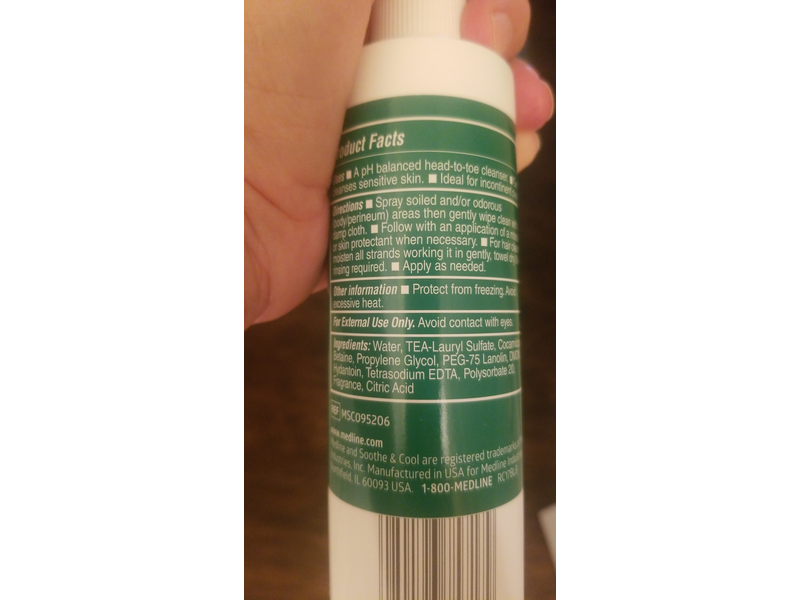 Product Facts
Uses ■ A pH balanced head-to-toe cleanser. ■
cleanses sensitive skin. ■ Ideal for incontinent
Directions ■ Spray soiled and/or odorous
(body/perineum) areas then gently wipe clean
damp cloth. ■ Follow with an application of a
or skin protectant when necessary. ■ For hair
moisten all strands working it in gently, towel dry
rinsing required. ■ Apply as needed.
Other information ■ Protect from freezing. Avoid
excessive heat.
For External Use Only. Avoid contact with eyes.
Ingredients: Water, TEA-Lauryl Sulfate,
Betaine, Propylene Glycol, PEG-75 Lanolin,
Hydantoin, Tetrasodium EDTA, Polysorbate 20,
Fragrance, Citric Acid
REF MSC095206
www.medline.com
Medline and Soothe & Cool are registered
Industries, Inc. Manufactured in USA for Medline
IL 60093 USA. 1-800-MEDLINE